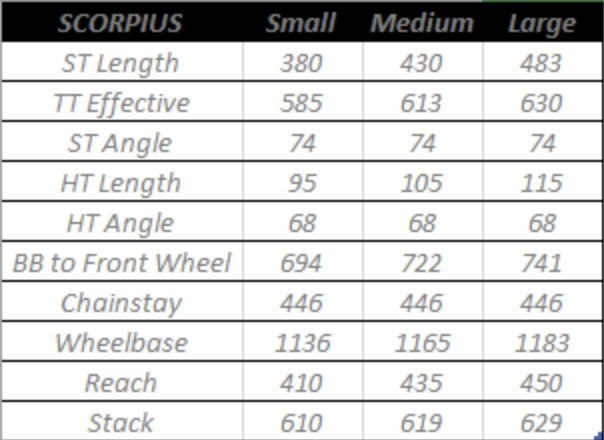 SCORPIUS Small Medium Large
ST Length 380 430 483
TT Effective 585 613 630
ST Angle 74 74 74
HT Length 95 105 115
HT Angle 68 68 68
BB to Front Wheel 694 722 741
Chainstay 446 446 446
Wheelbase 1136 1165 1183
Reach 410 435 450
Stack 610 619 629